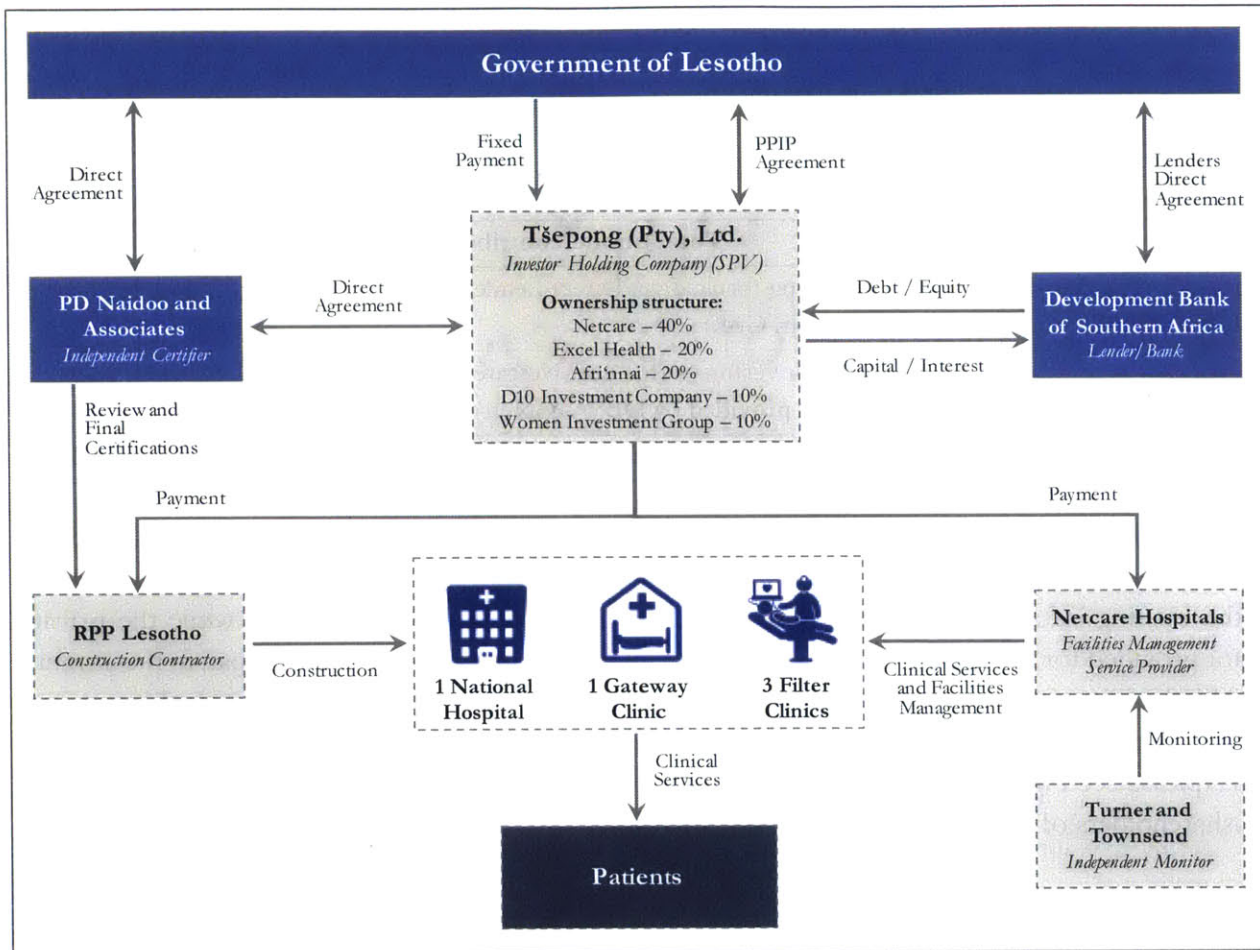 Government of Lesotho
Direct
Agreement
Fixed
Payment
PPIP
Agreement
Lenders
Direct
Agreement
Tšepong (Pty), Ltd.
Investor Holding Company (SPV)
Ownership structure:
Netcare – 40%
Excel Health – 20%
Afri'nnai – 20%
D10 Investment Company – 10%
Women Investment Group – 10%
PD Naidoo and
Associates
Independent Certifier
Direct
Agreement
Debt / Equity
Capital / Interest
Development Bank
of Southern Africa
Lender/ Bank
Review and
Final
Certifications
Payment
Payment
RPP Lesotho
Construction Contractor
Construction
1 National
Hospital
1 Gateway
Clinic
3 Filter
Clinics
Clinical Services
and Facilities
Management
Netcare Hospitals
Facilities Management
Service Provider
Monitoring
Clinical
Services
Patients
Turner and
Townsend
Independent Monitor